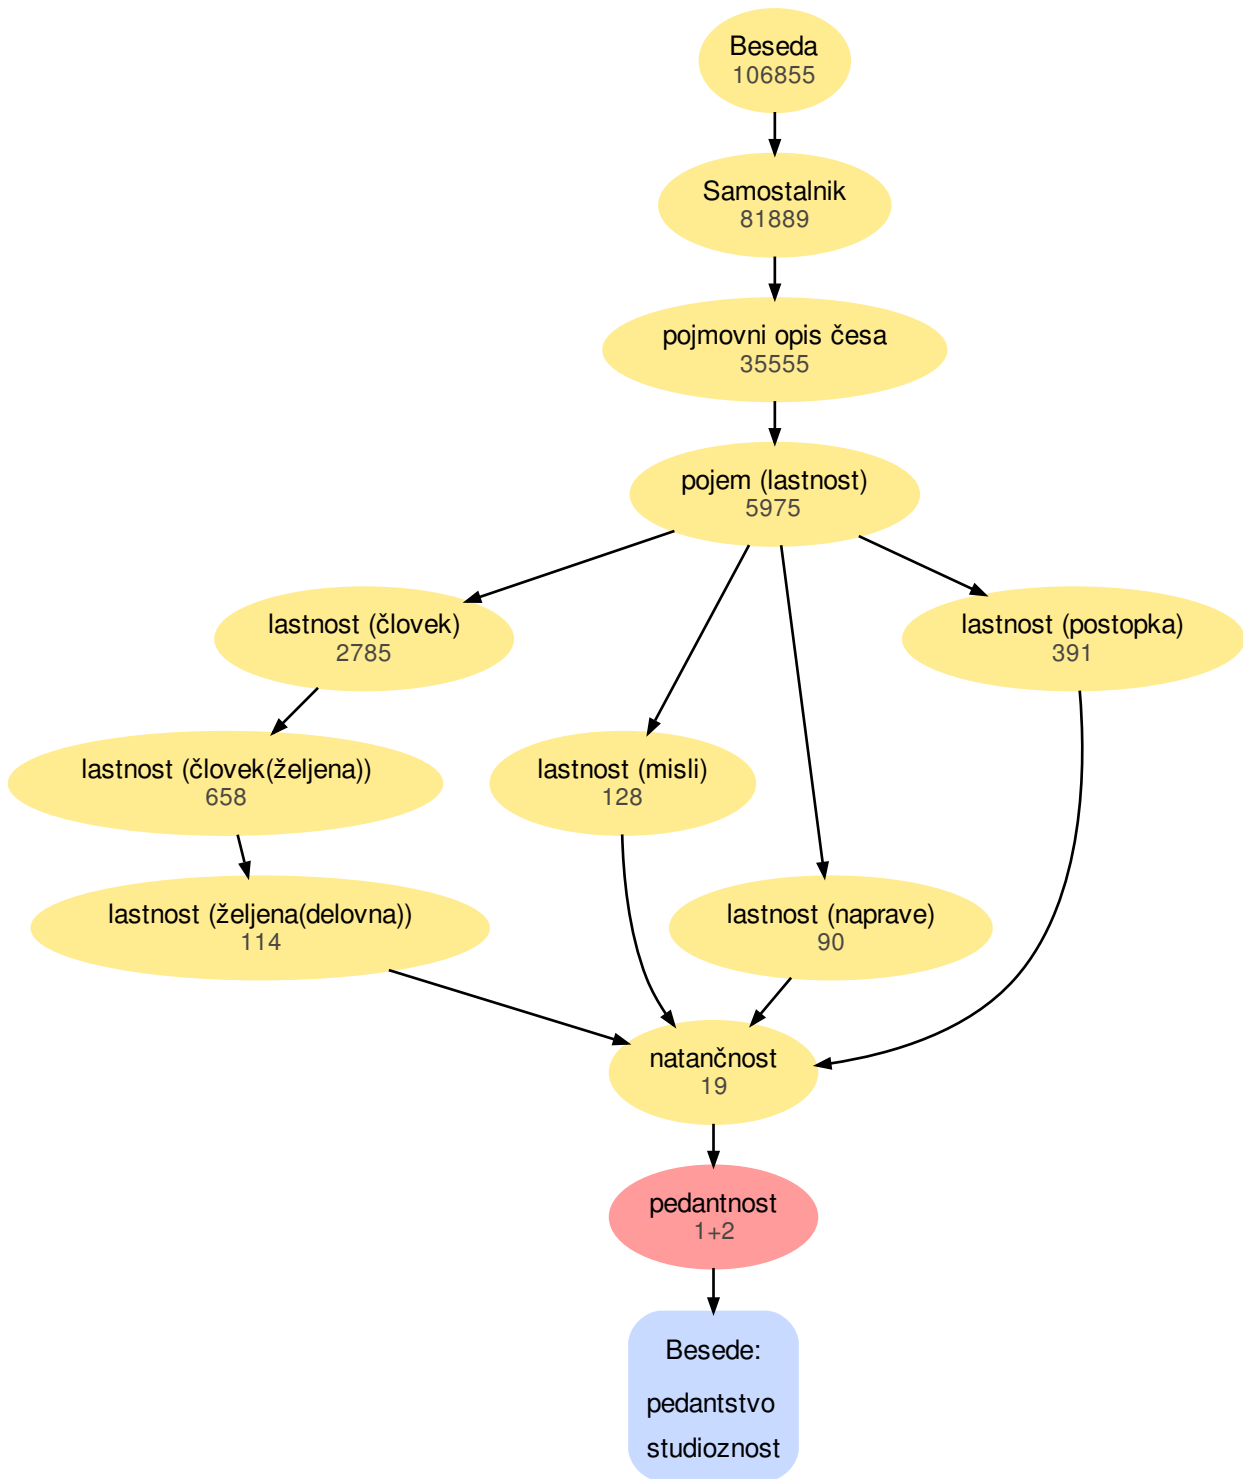 Beseda
106855
Samostalnik
81889
pojmovni opis česa
35555
pojem (lastnost)
5975
lastnost (človek)
2785
lastnost (postopka)
391
lastnost (človek(željena))
658
lastnost (misli)
128
lastnost (željena(delovna))
114
lastnost (naprave)
90
natančnost
19
pedantnost
1+2
Besede:
pedantstvo
studioznost